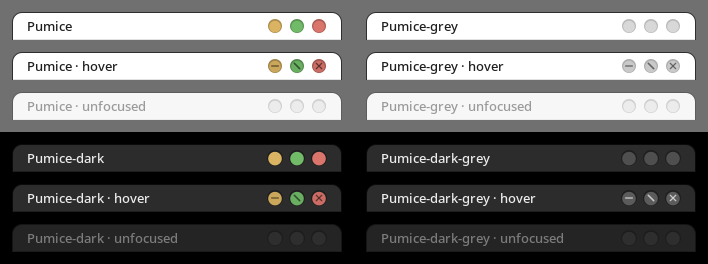 Pumice
Pumice-grey
Pumice · hover
Pumice-grey · hover
Pumice · unfocused
Pumice-grey · unfocused
Pumice-dark
Pumice-dark-grey
Pumice-dark · hover
Pumice-dark-grey · hover
Pumice-dark · unfocused
Pumice-dark-grey · unfocused